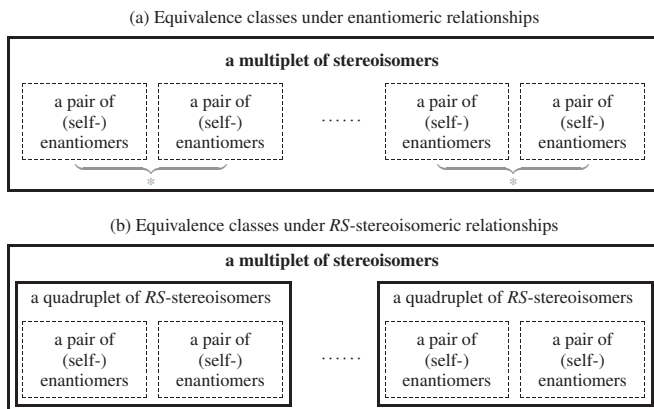 (a) Equivalence classes under enantiomeric relationships
a multiplet of stereoisomers
a pair of
(self-)
enantiomers
a pair of
(self-)
enantiomers
······
a pair of
(self-)
enantiomers
a pair of
(self-)
enantiomers
*
*
(b) Equivalence classes under RS-stereoisomeric relationships
a multiplet of stereoisomers
a quadruplet of RS-stereoisomers
a pair of
(self-)
enantiomers
a pair of
(self-)
enantiomers
······
a quadruplet of RS-stereoisomers
a pair of
(self-)
enantiomers
a pair of
(self-)
enantiomers